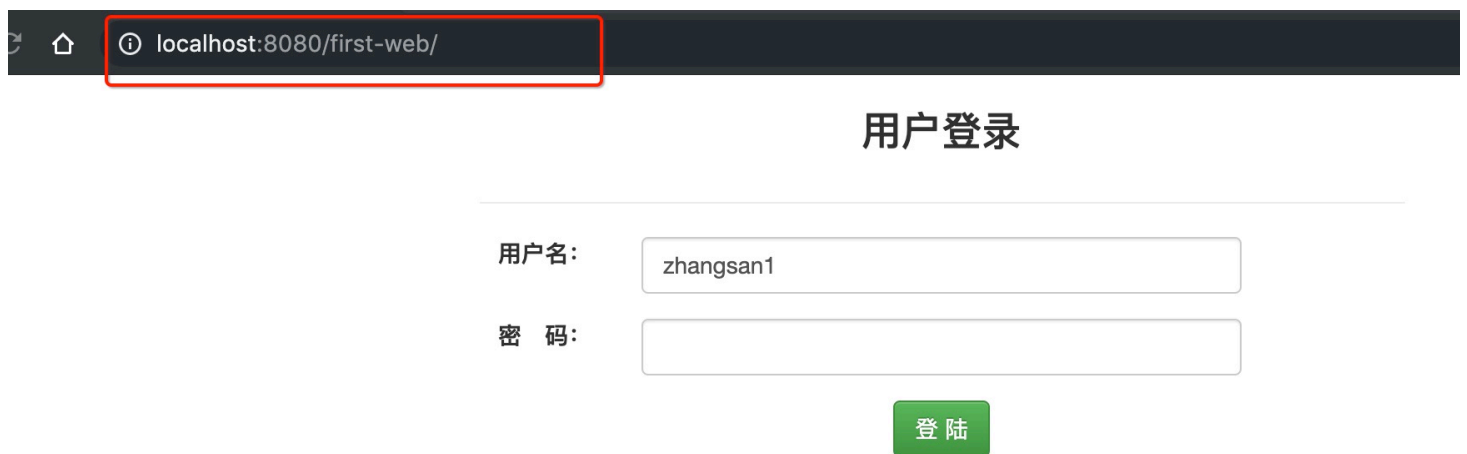 localhost:8080/first-web/
用户登录
用户名：
zhangsan1
密 码：
登 陆